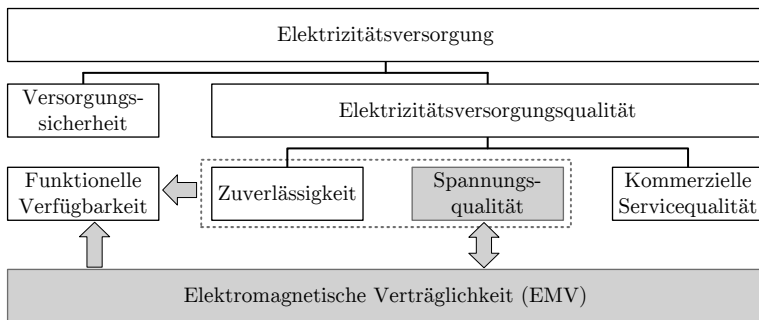 Elektrizitätsversorgung
Versorgungs-
sicherheit
Elektrizitätsversorgungsqualität
Funktionelle
Verfügbarkeit
Zuverlässigkeit
Spannungs-
qualität
Kommerzielle
Servicequalität
Elektromagnetische Verträglichkeit (EMV)